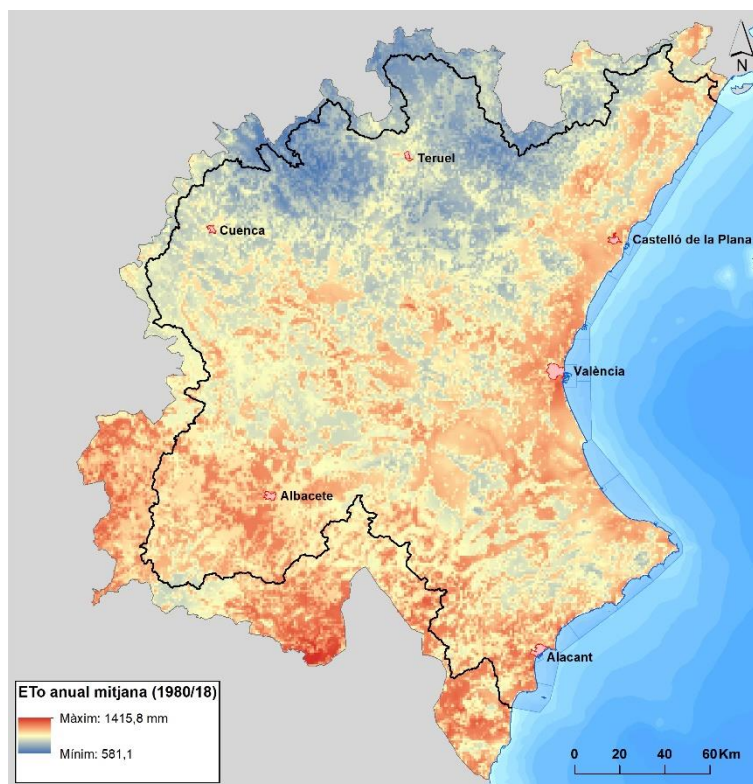 N
Teruel
Cuenca
Castelló de la Plana
València
Albacete
Alacant
ETo anual mitjana (1980/18)
Màxim: 1415,8 mm
Mínim: 581,1
0 20 40 60 Km